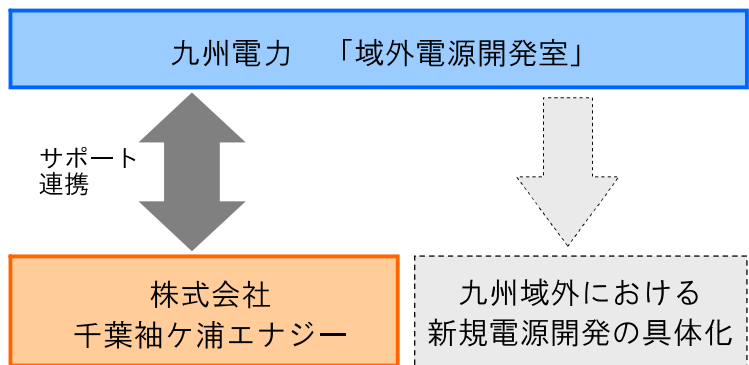 九州電力　「域外電源開発室」
サポート
連携
株式会社
千葉袖ケ浦エナジー
九州域外における
新規電源開発の具体化